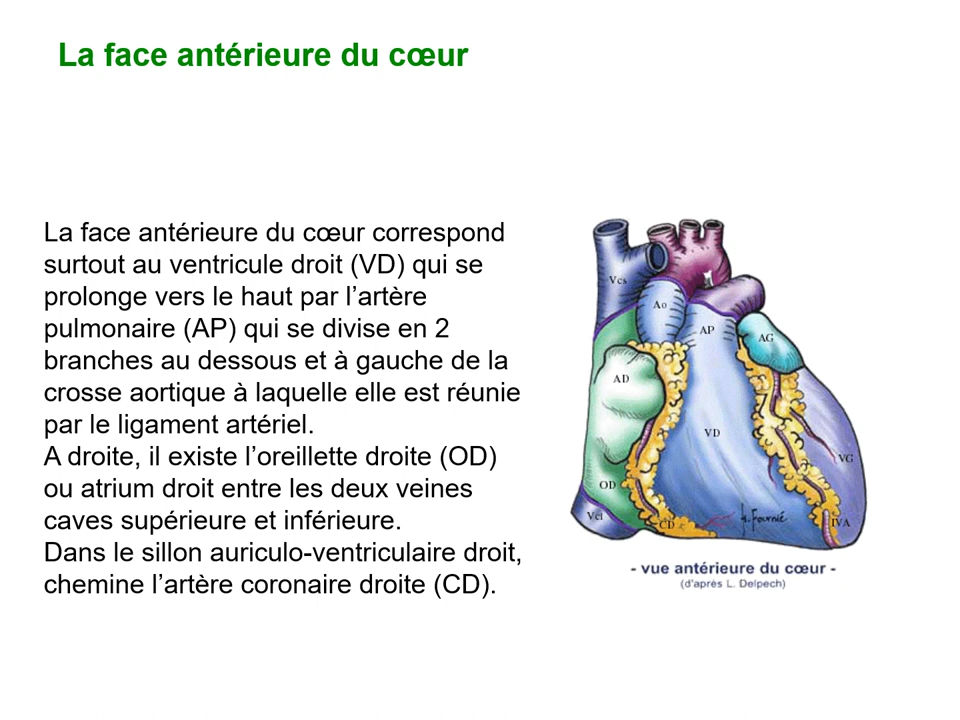 La face antérieure du cœur
La face antérieure du cœur correspond
surtout au ventricule droit (VD) qui se
prolonge vers le haut par l’artère
pulmonaire (AP) qui se divise en 2
branches au dessous et à gauche de la
crosse aortique à laquelle elle est réunie
par le ligament artériel.
A droite, il existe l’oreillette droite (OD)
ou atrium droit entre les deux veines
caves supérieure et inférieure.
Dans le sillon auriculo-ventriculaire droit,
chemine l’artère coronaire droite (CD).
Vcs
Ao
AP
AG
AD
VD
VG
OD
Vci
CD
H. Fournié
IVA
- vue antérieure du cœur -
(d'après L. Delpech)